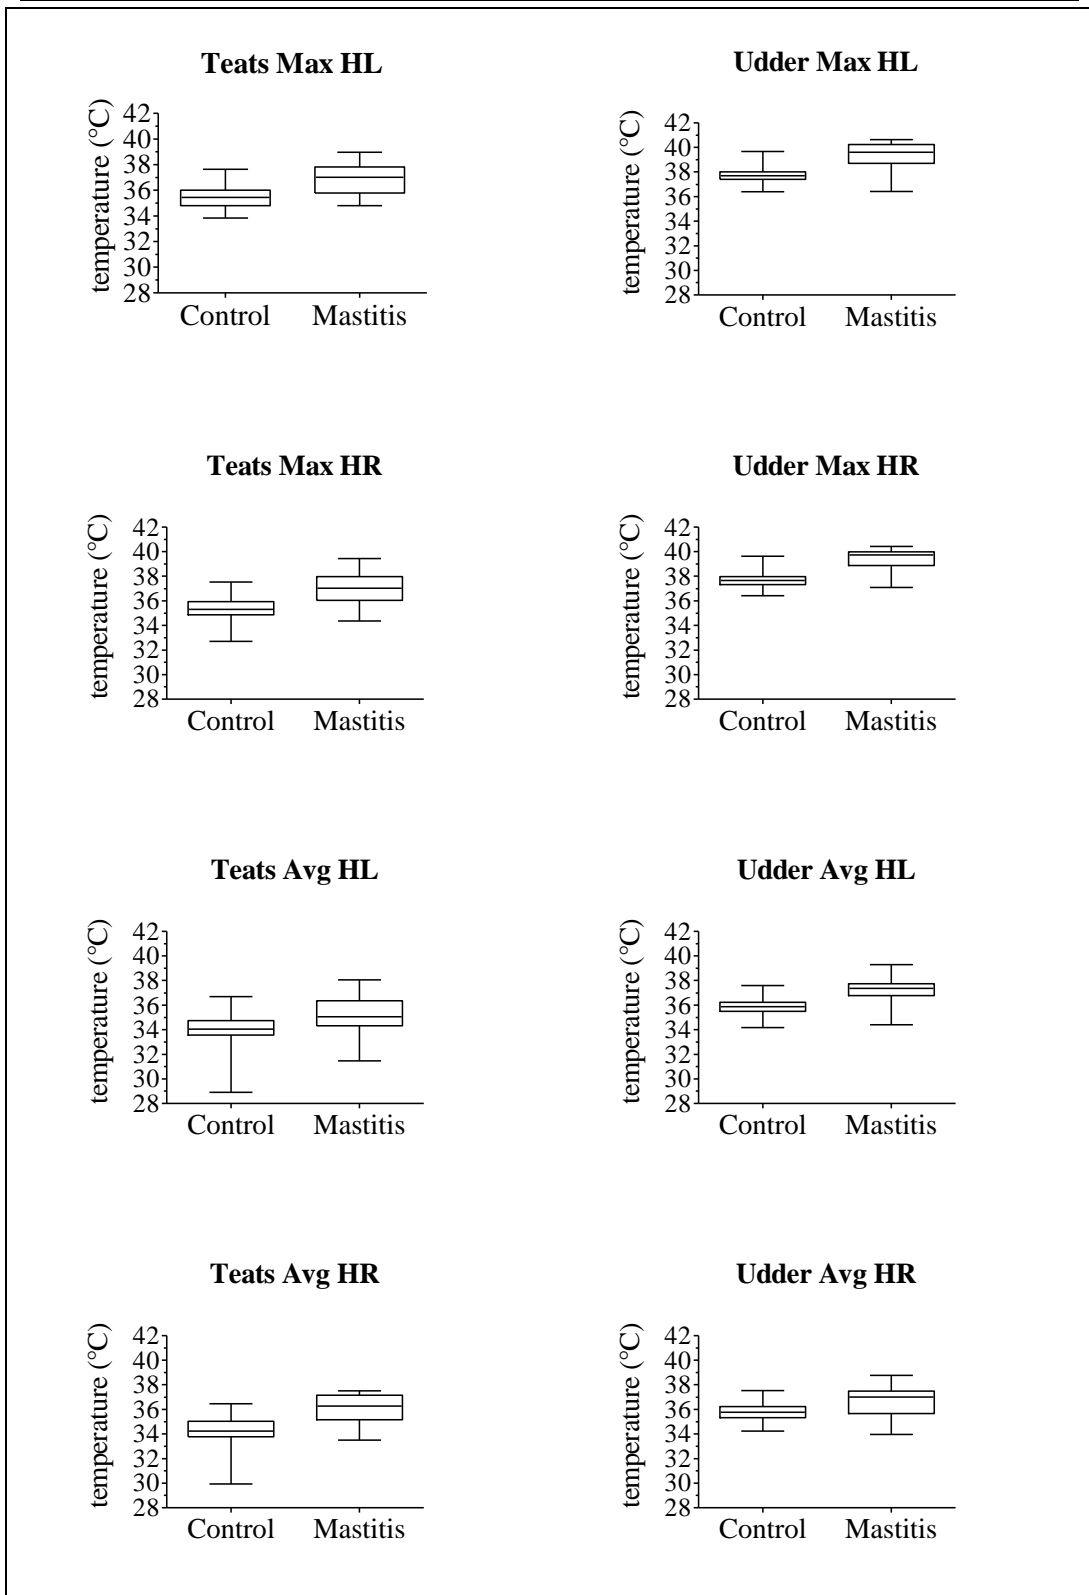 Teats Max HL
temperature (°C)
42
40
38
36
34
32
30
28
Control Mastitis
Udder Max HL
temperature (°C)
42
40
38
36
34
32
30
28
Control Mastitis
Teats Max HR
temperature (°C)
42
40
38
36
34
32
30
28
Control Mastitis
Udder Max HR
temperature (°C)
42
40
38
36
34
32
30
28
Control Mastitis
Teats Avg HL
temperature (°C)
42
40
38
36
34
32
30
28
Control Mastitis
Udder Avg HL
temperature (°C)
42
40
38
36
34
32
30
28
Control Mastitis
Teats Avg HR
temperature (°C)
42
40
38
36
34
32
30
28
Control Mastitis
Udder Avg HR
temperature (°C)
42
40
38
36
34
32
30
28
Control Mastitis